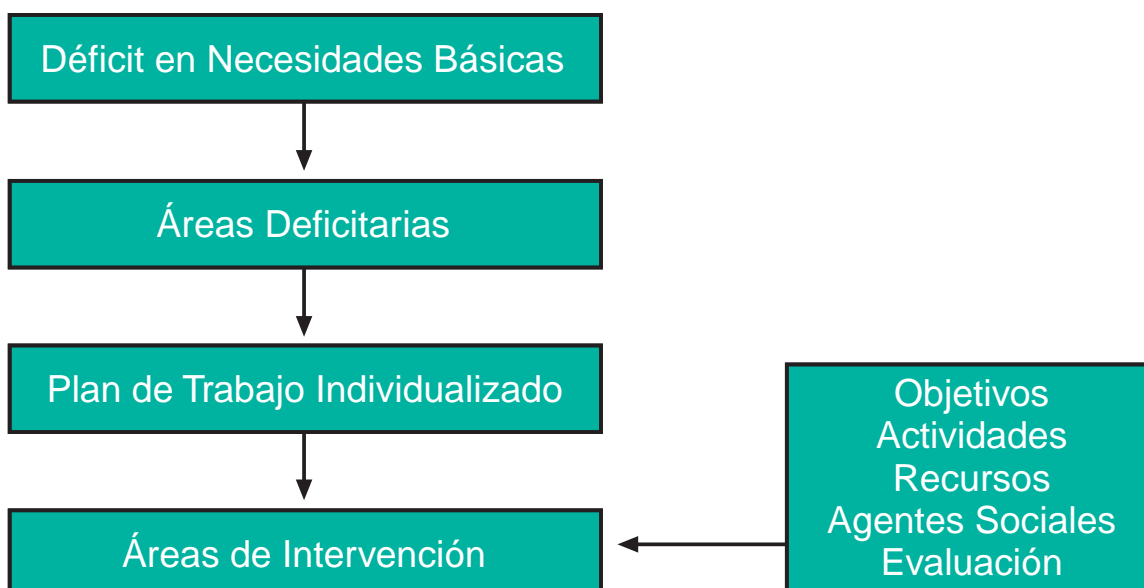 Déficit en Necesidades Básicas
Áreas Deficitarias
Plan de Trabajo Individualizado
Áreas de Intervención
Objetivos
Actividades
Recursos
Agentes Sociales
Evaluación